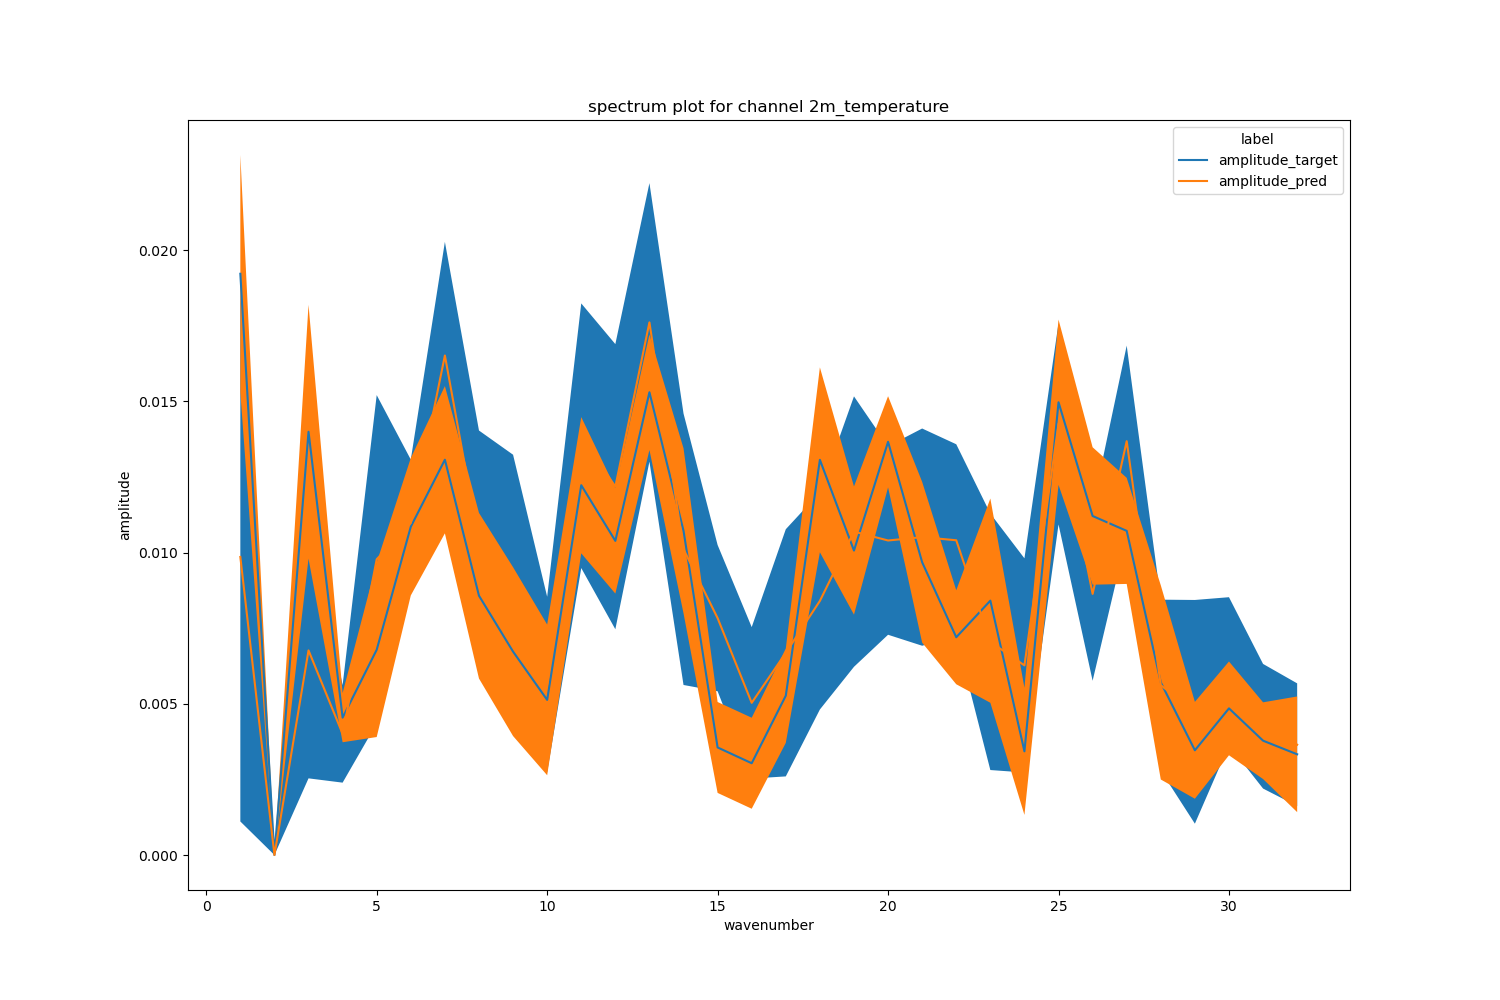 spectrum plot for channel 2m_temperature
label
amplitude_target
amplitude_pred
0.020
0.015
0.010
0.005
0.000
amplitude
0 5 10 15 20 25 30
wavenumber